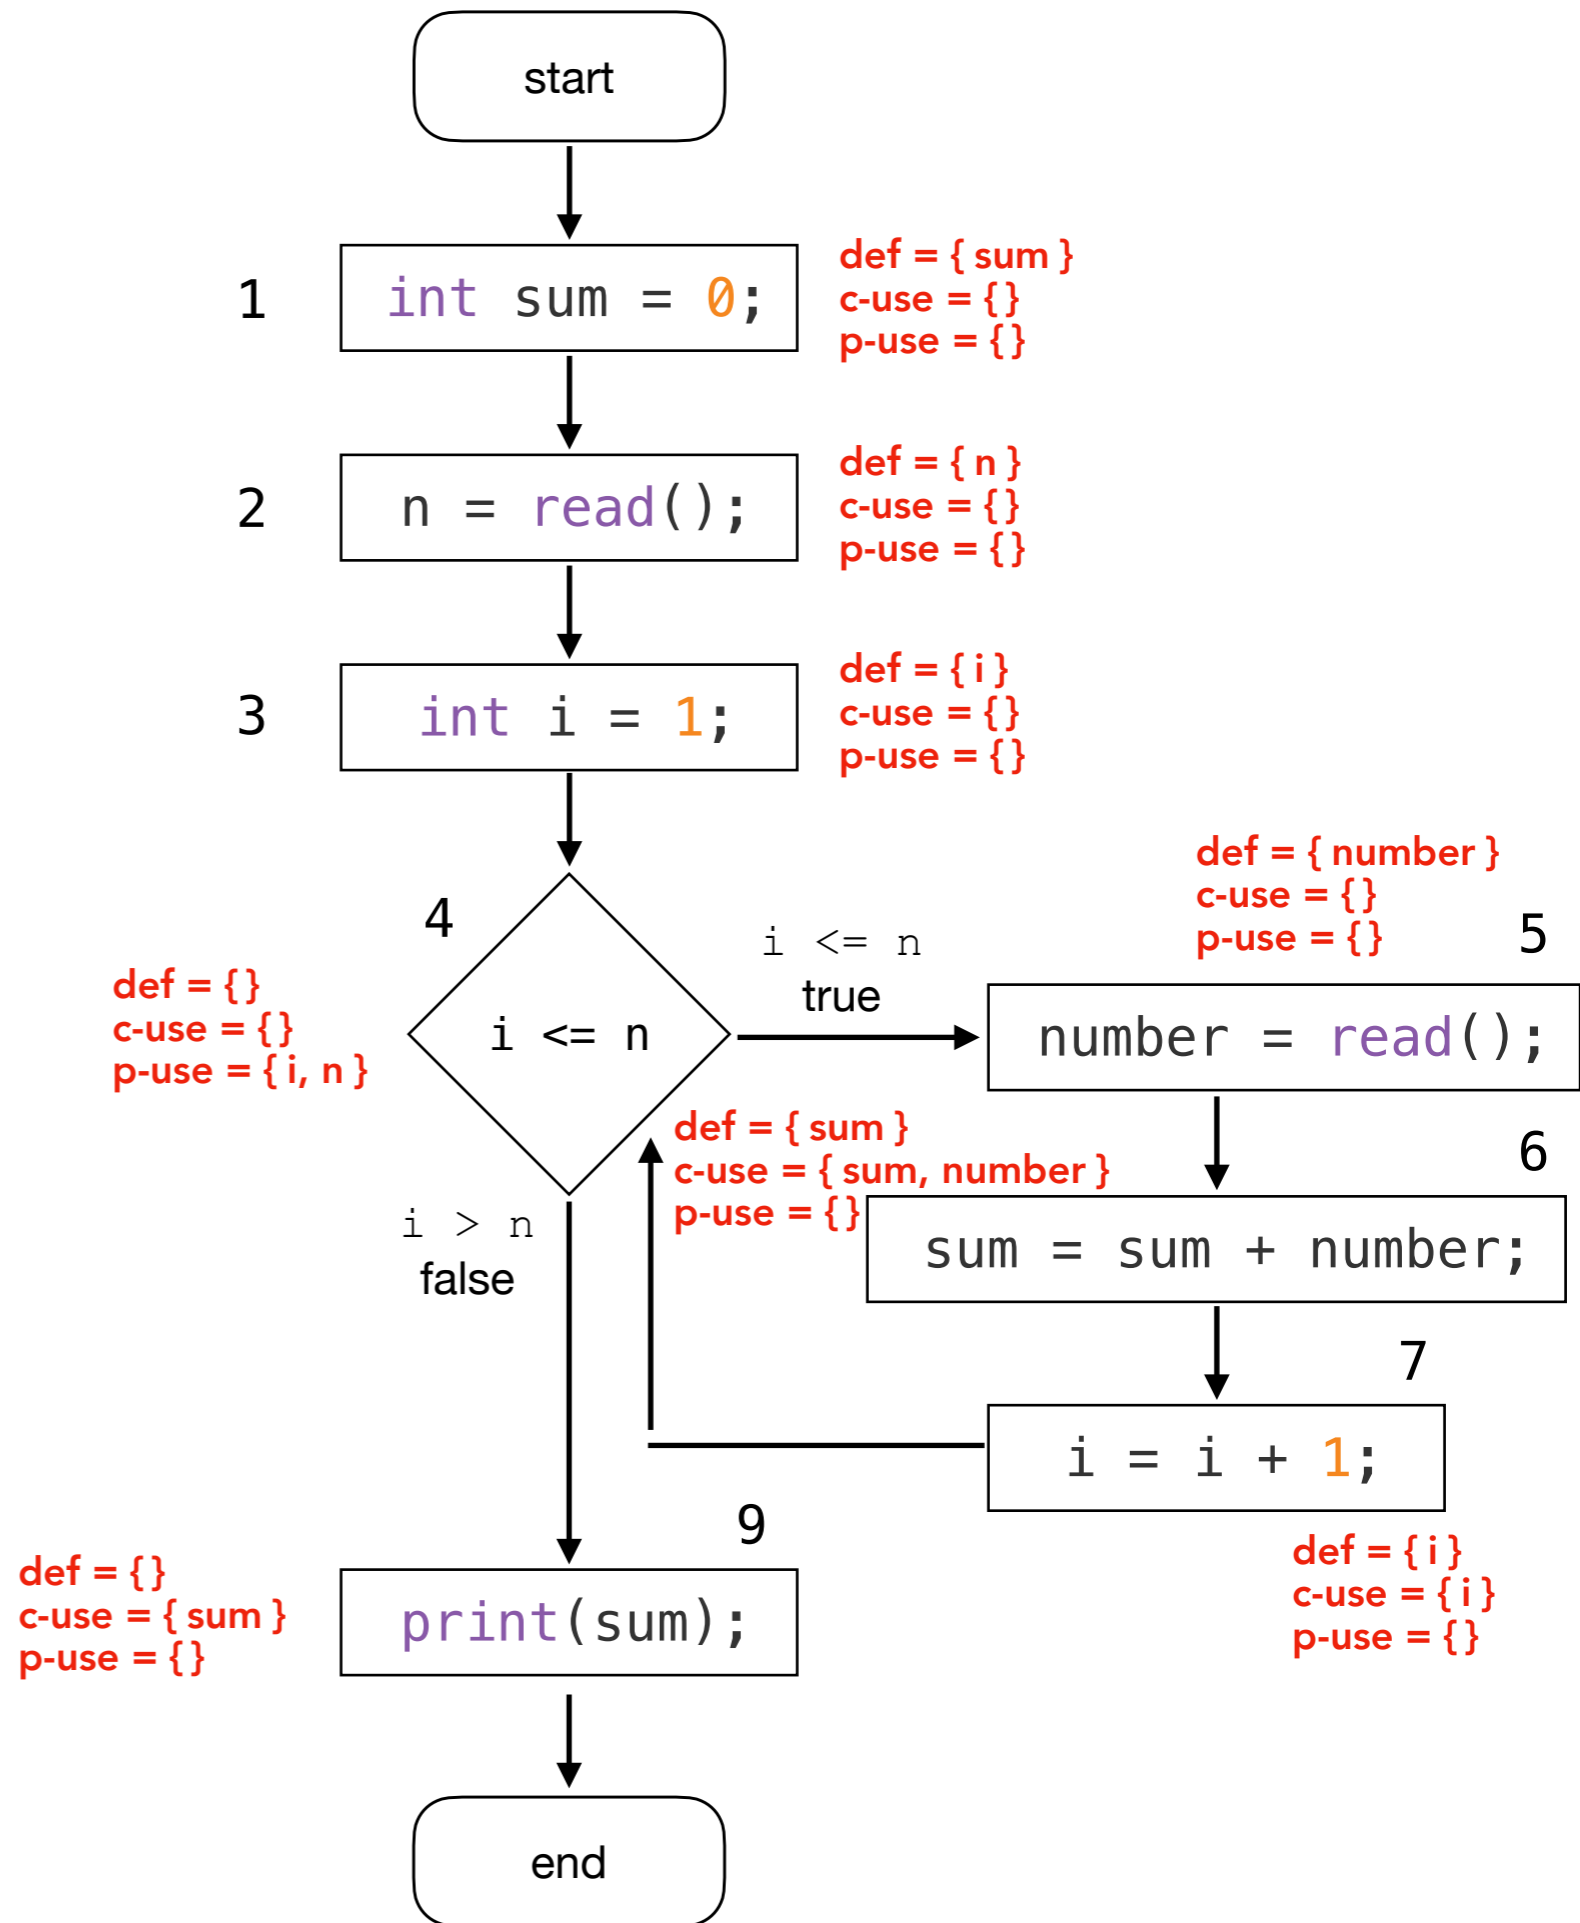 start
1
int sum = 0;
def = { sum }
c-use = {}
p-use = {}
2
n = read();
def = { n }
c-use = {}
p-use = {}
3
int i = 1;
def = { i }
c-use = {}
p-use = {}
4
i <= n
def = {}
c-use = {}
p-use = { i, n }
i <= n
true
def = { number }
c-use = {}
p-use = {}
5
number = read();
def = { sum }
c-use = { sum, number }
p-use = {}
6
sum = sum + number;
i > n
false
7
i = i + 1;
def = { i }
c-use = { i }
p-use = {}
9
print(sum);
def = {}
c-use = { sum }
p-use = {}
end